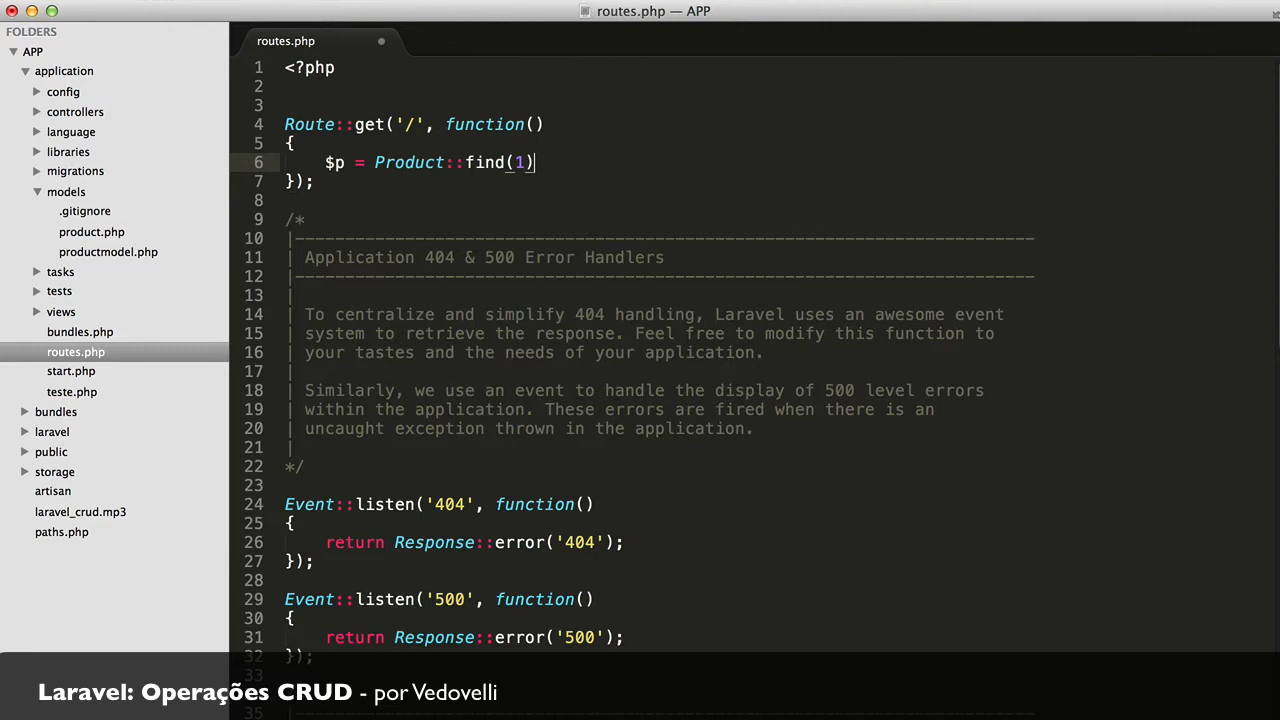 routes.php — APP
FOLDERS
APP
application
config
controllers
language
libraries
migrations
models
.gitignore
product.php
productmodel.php
tasks
tests
views
bundles.php
routes.php
start.php
teste.php
bundles
laravel
public
storage
artisan
laravel_crud.mp3
paths.php
routes.php
1 <?php
2
3
4 Route::get('/', function()
5 {
6     $p = Product::find(1)
7 });
8
9 /*
10 |--------------------------------------------------------------------------
11 | Application 404 & 500 Error Handlers
12 |--------------------------------------------------------------------------
13 |
14 | To centralize and simplify 404 handling, Laravel uses an awesome event
15 | system to retrieve the response. Feel free to modify this function to
16 | your tastes and the needs of your application.
17 |
18 | Similarly, we use an event to handle the display of 500 level errors
19 | within the application. These errors are fired when there is an
20 | uncaught exception thrown in the application.
21 |
22 */
23
24 Event::listen('404', function()
25 {
26     return Response::error('404');
27 });
28
29 Event::listen('500', function()
30 {
31     return Response::error('500');
32 });
33
35 |--------------------------------------------------------------------------
Laravel: Operações CRUD - por Vedovelli